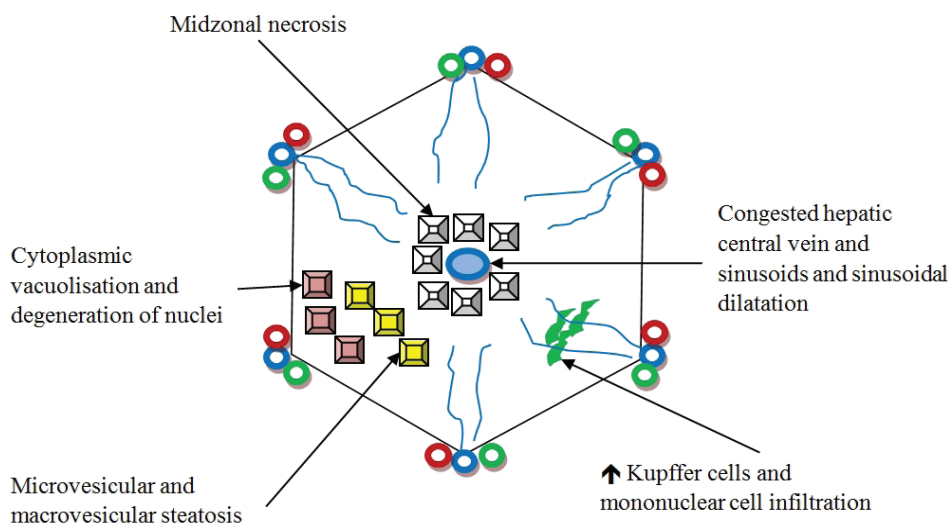 Midzonal necrosis
Congested hepatic
central vein and
sinusoids and sinusoidal
dilatation
Cytoplasmic
vacuolisation and
degeneration of nuclei
Microvesicular and
macrovesicular steatosis
🡹 Kupffer cells and
mononuclear cell infiltration